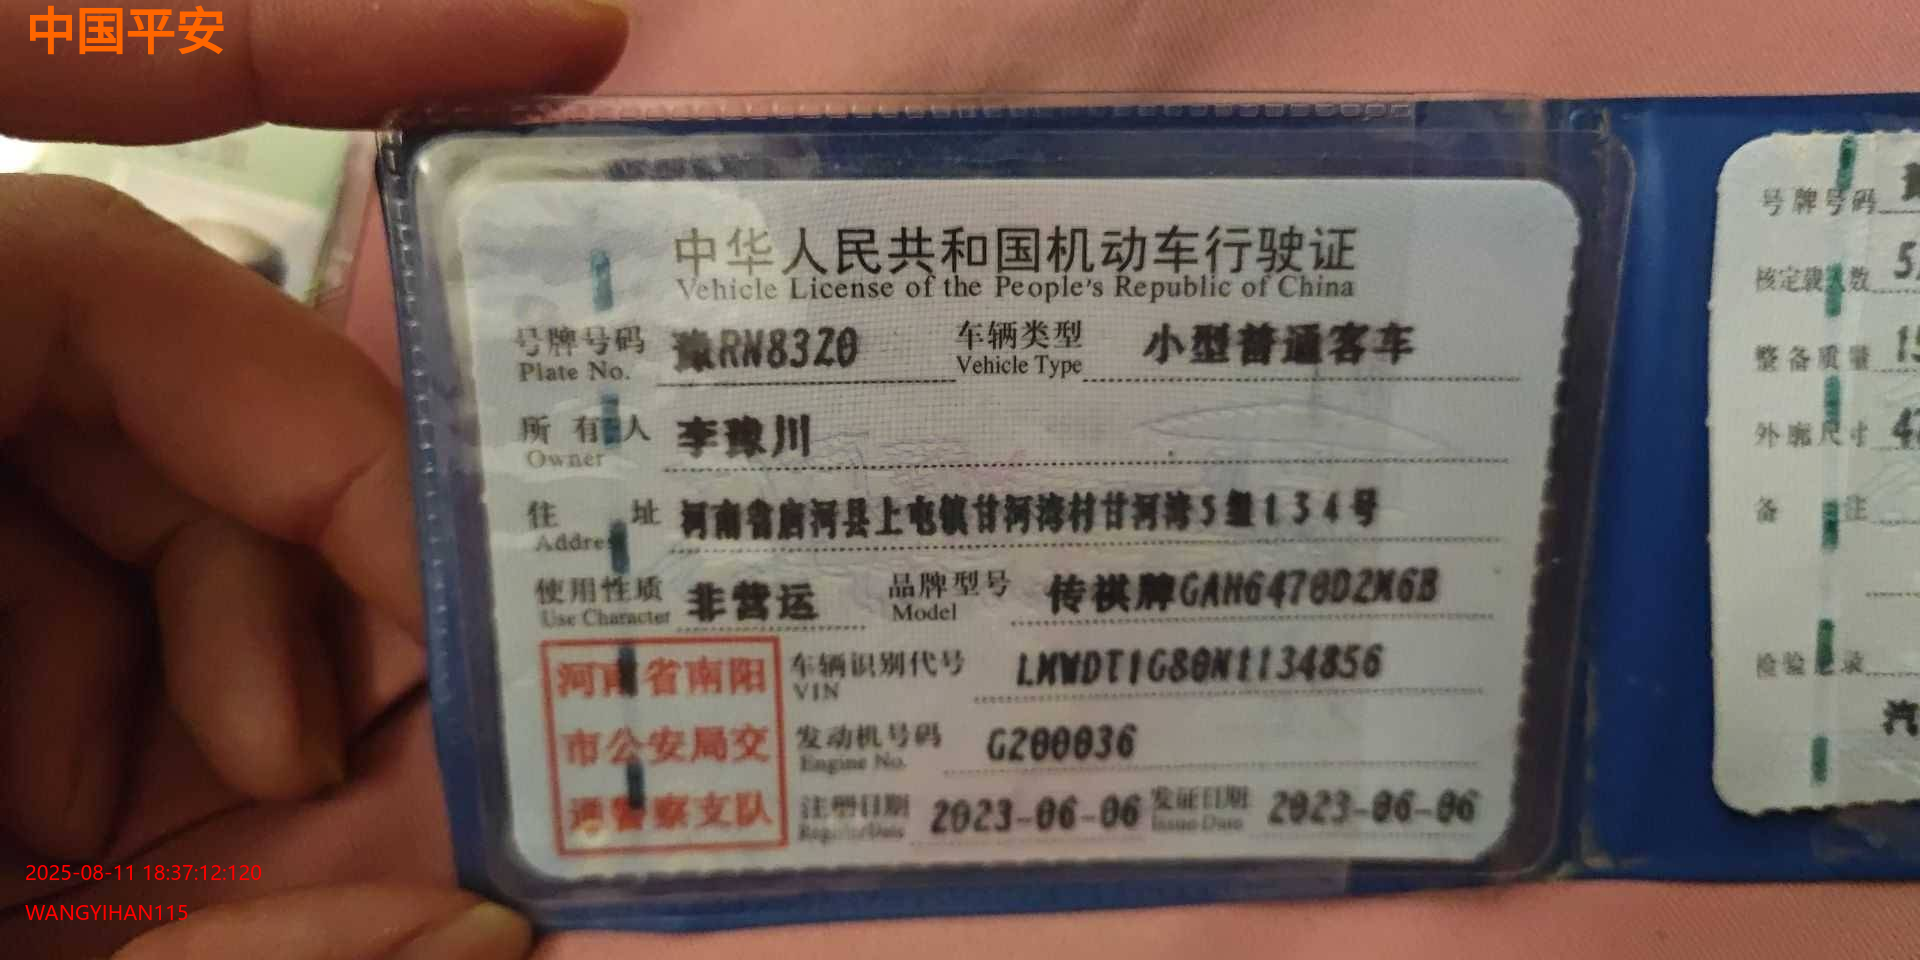 中国平安
中华人民共和国机动车行驶证
Vehicle License of the People's Republic of China
号牌号码 豫RN83Z0 车辆类型 小型普通客车
Plate No. Vehicle Type
所有人 李豫川
Owner
住址 河南省唐河县上屯镇甘河湾村甘河湾5组134号
Addre
使用性质 非营运 品牌型号 传祺牌GAH6470D2M6B
Use Character Model
河南省南阳
市公安局交
通警察支队
车辆识别代号 LMWDT1G80N1134856
VIN
发动机号码 G200036
Engine No.
注册日期 2023-06-06 发证日期 2023-06-06
Register Date Issue Date
号牌号码
核定载人数 5
整备质量 15
外廓尺寸 4
备注
检验记录
汽
2025-08-11 18:37:12:120
WANGYIHAN115